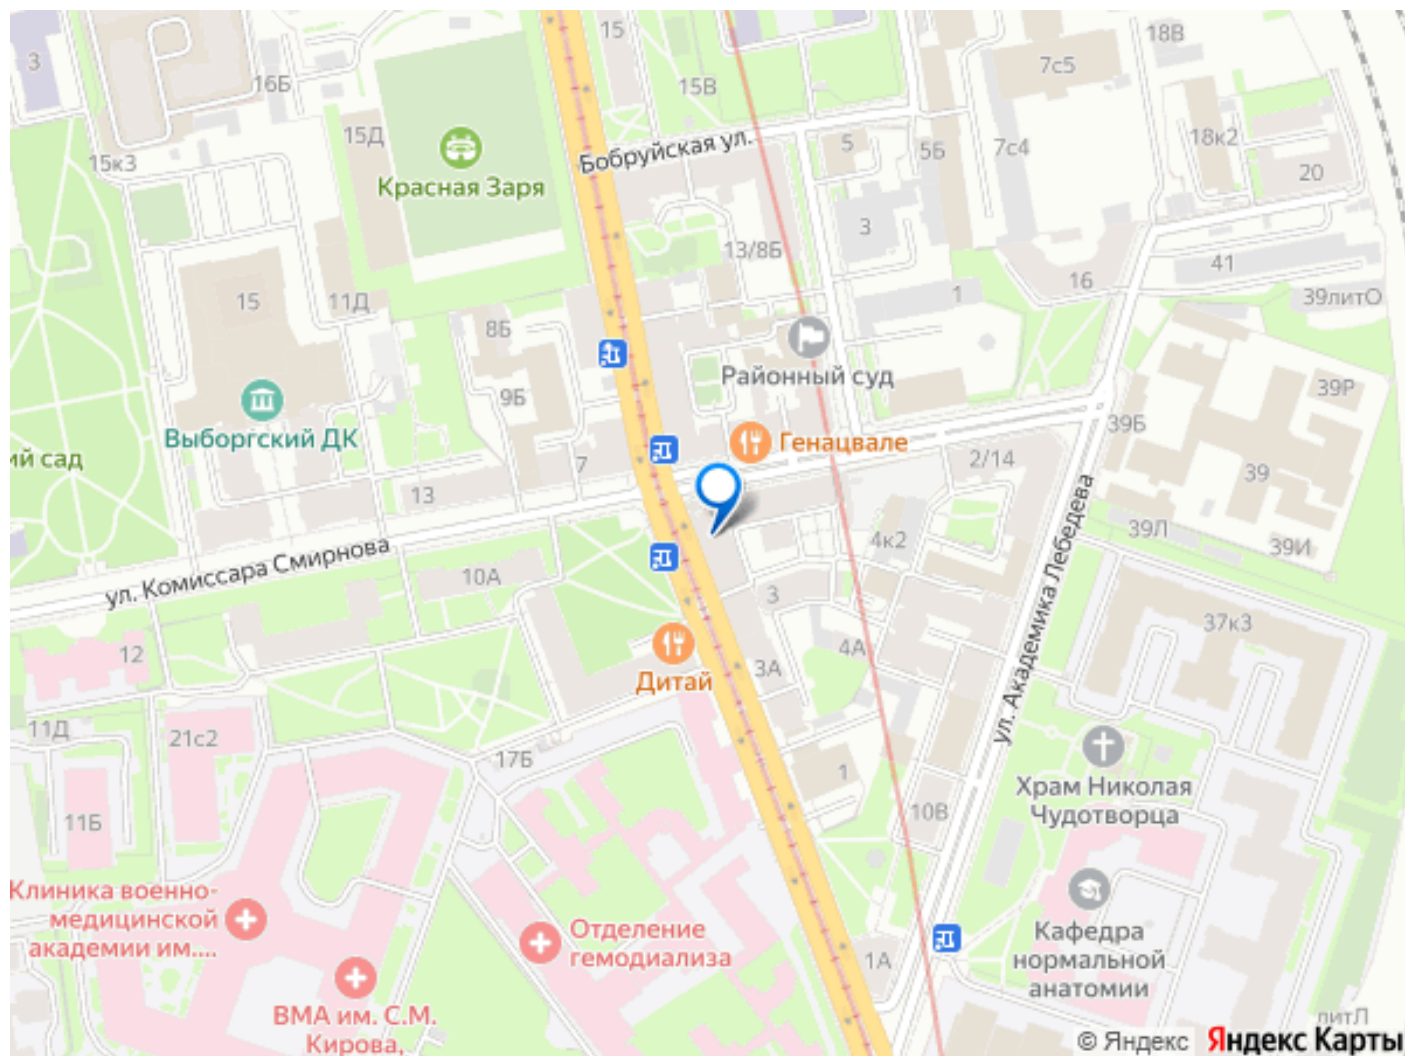 18В
15
3
7с5
16Б
15В
15Д
18к2
Бобруйская ул.
5
5Б
7с4
15к3
20
Красная Заря
3
13/8Б
41
16
1
39литО
15
11Д
8Б
Районный суд
39Р
9Б
39Б
Выборгский ДК
Генацвале
ий сад
7
2/14
39
13
39Л
4к2
39И
ул. Комиссара Смирнова
10А
3
ул. Академика Лебедева
37к3
12
4А
3А
Дитай
11Д
21с2
17Б
1
Храм Николая
Чудотворца
10В
11Б
Клиника военно-
медицинской
академии им....
Отделение
гемодиализа
Кафедра
нормальной
анатомии
1А
ВМА им. С.М.
Кирова,
литЛ
© Яндекс Яндекс Карты